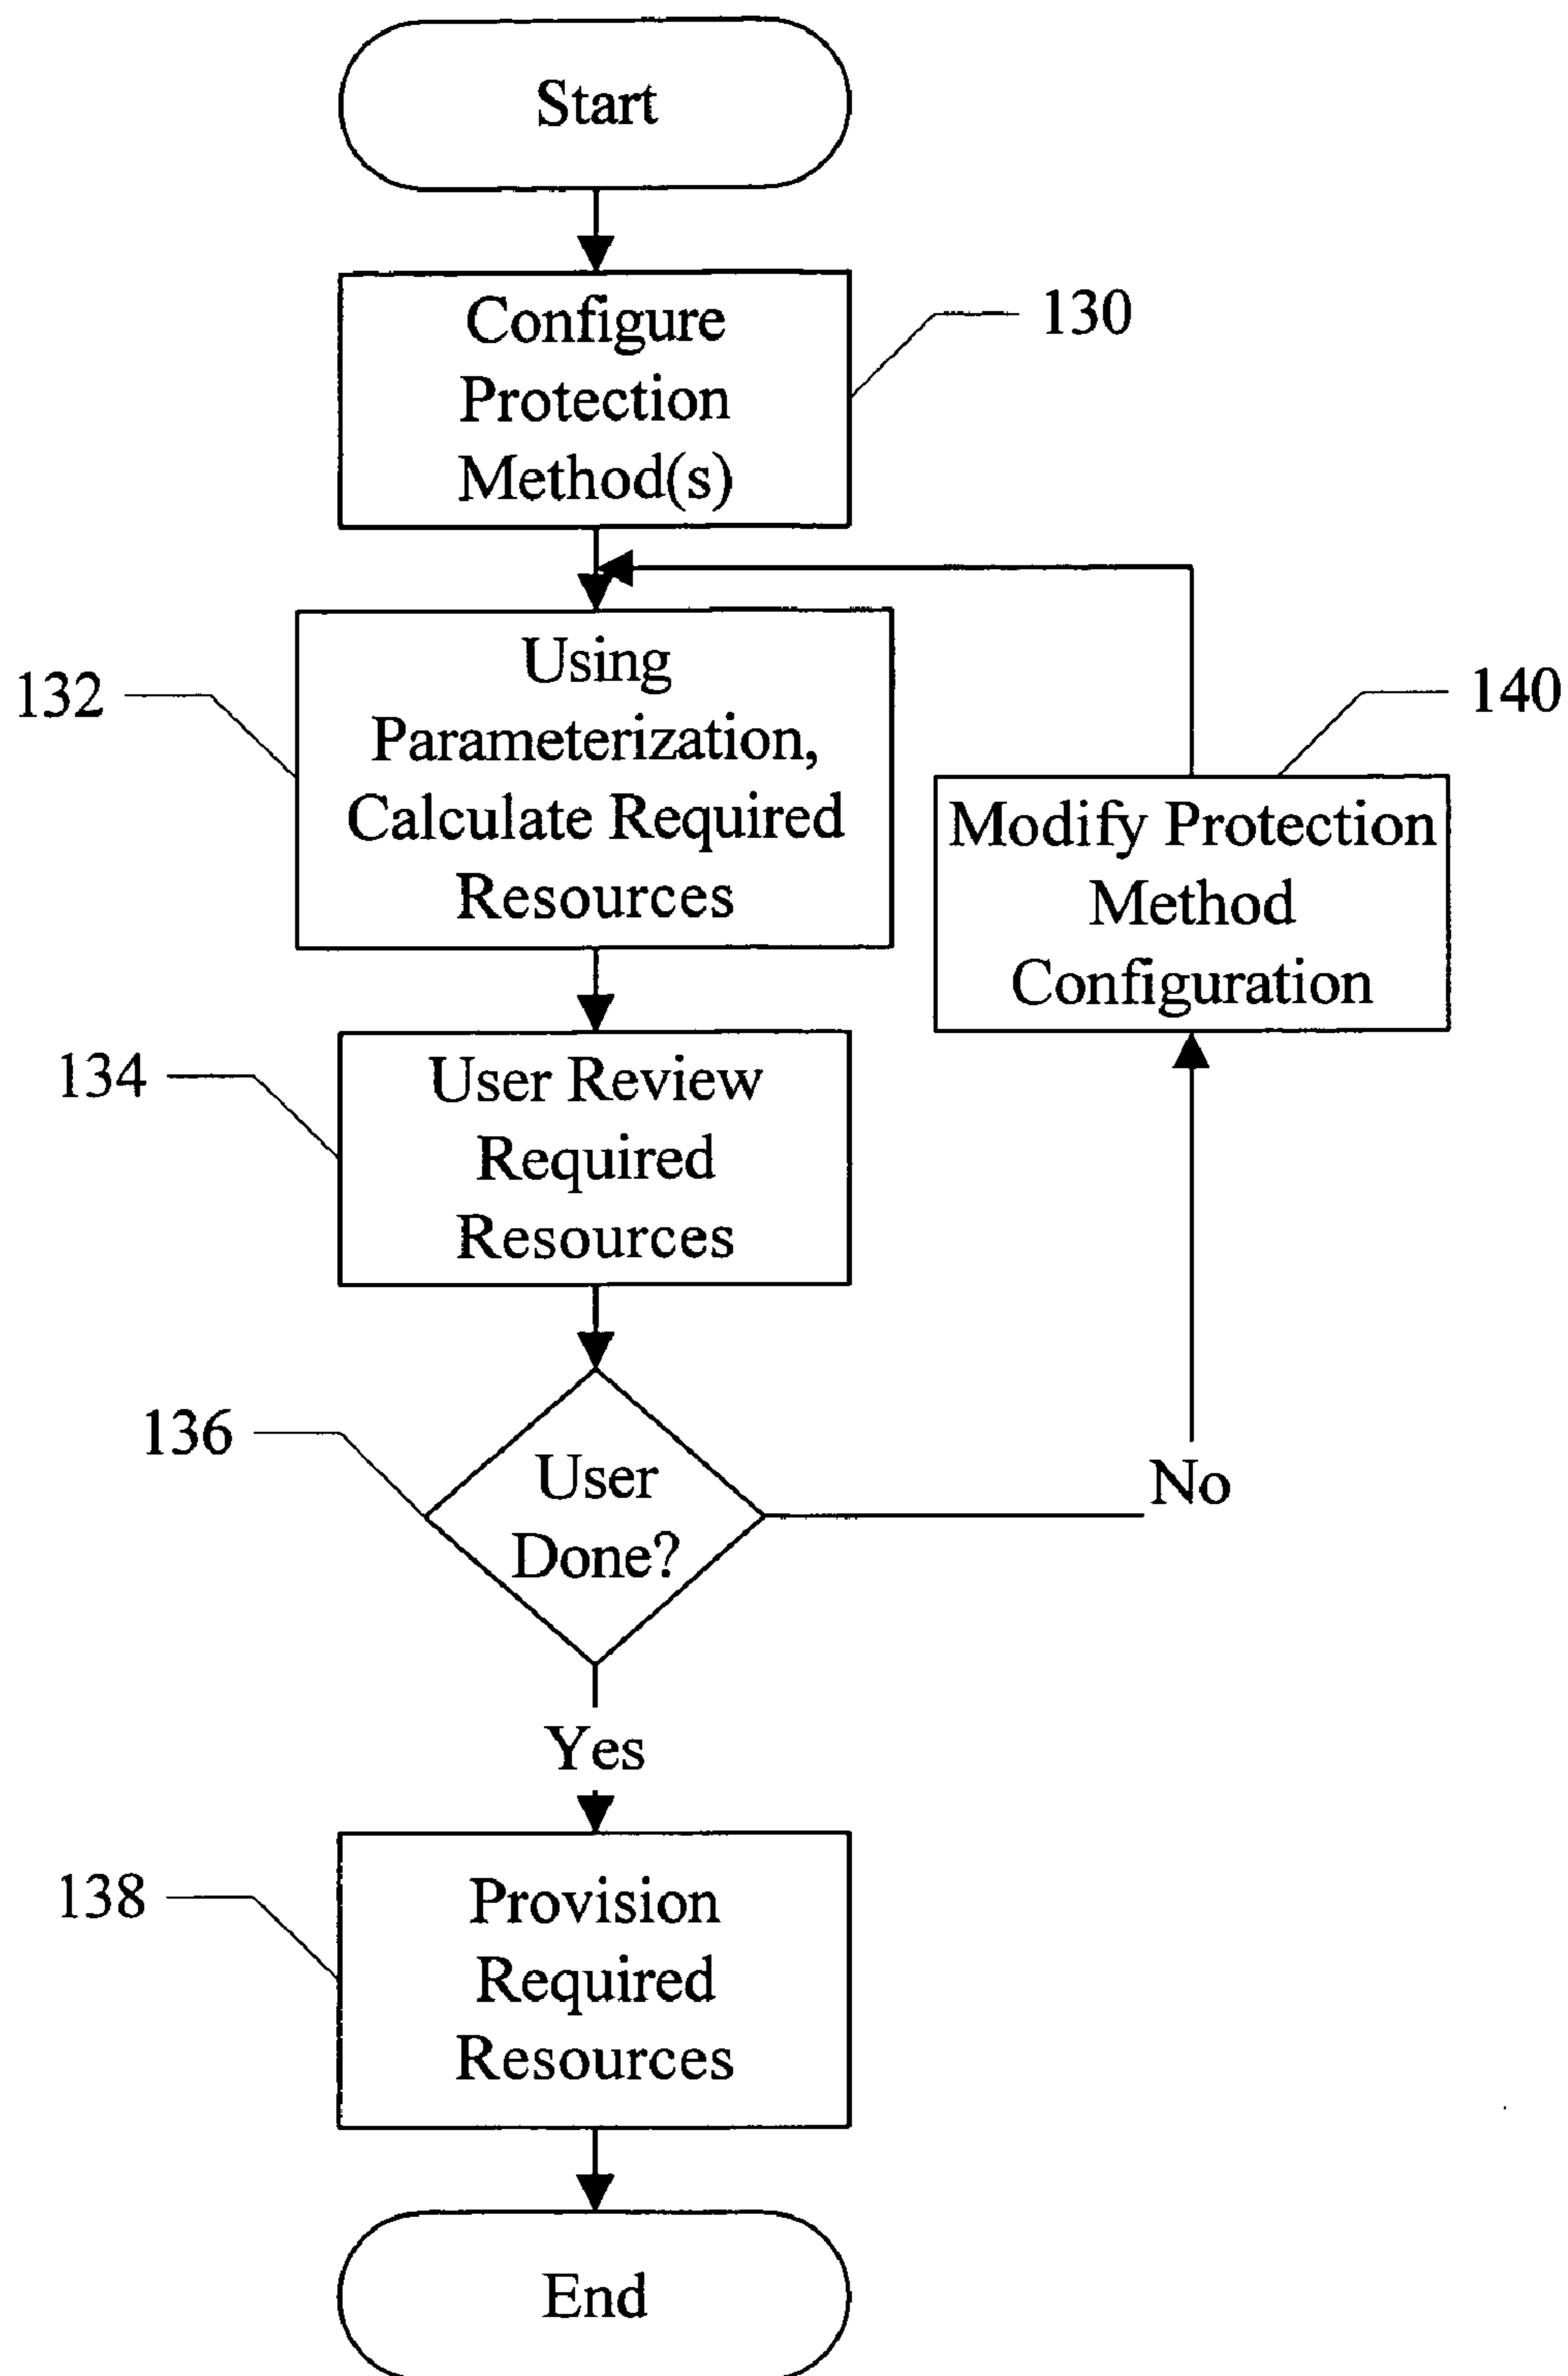 Start
Configure
Protection
Method(s)
130
Using
Parameterization,
Calculate Required
Resources
132
140
Modify Protection
Method
Configuration
134
User Review
Required
Resources
136
User
Done?
No
Yes
138
Provision
Required
Resources
End